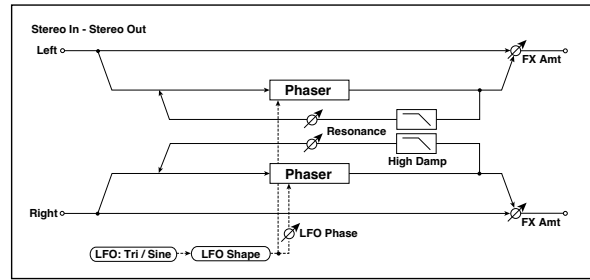 Stereo In - Stereo Out
Left
FX Amt
Phaser
Resonance
High Damp
Phaser
Right
FX Amt
LFO Phase
LFO: Tri / Sine
LFO Shape